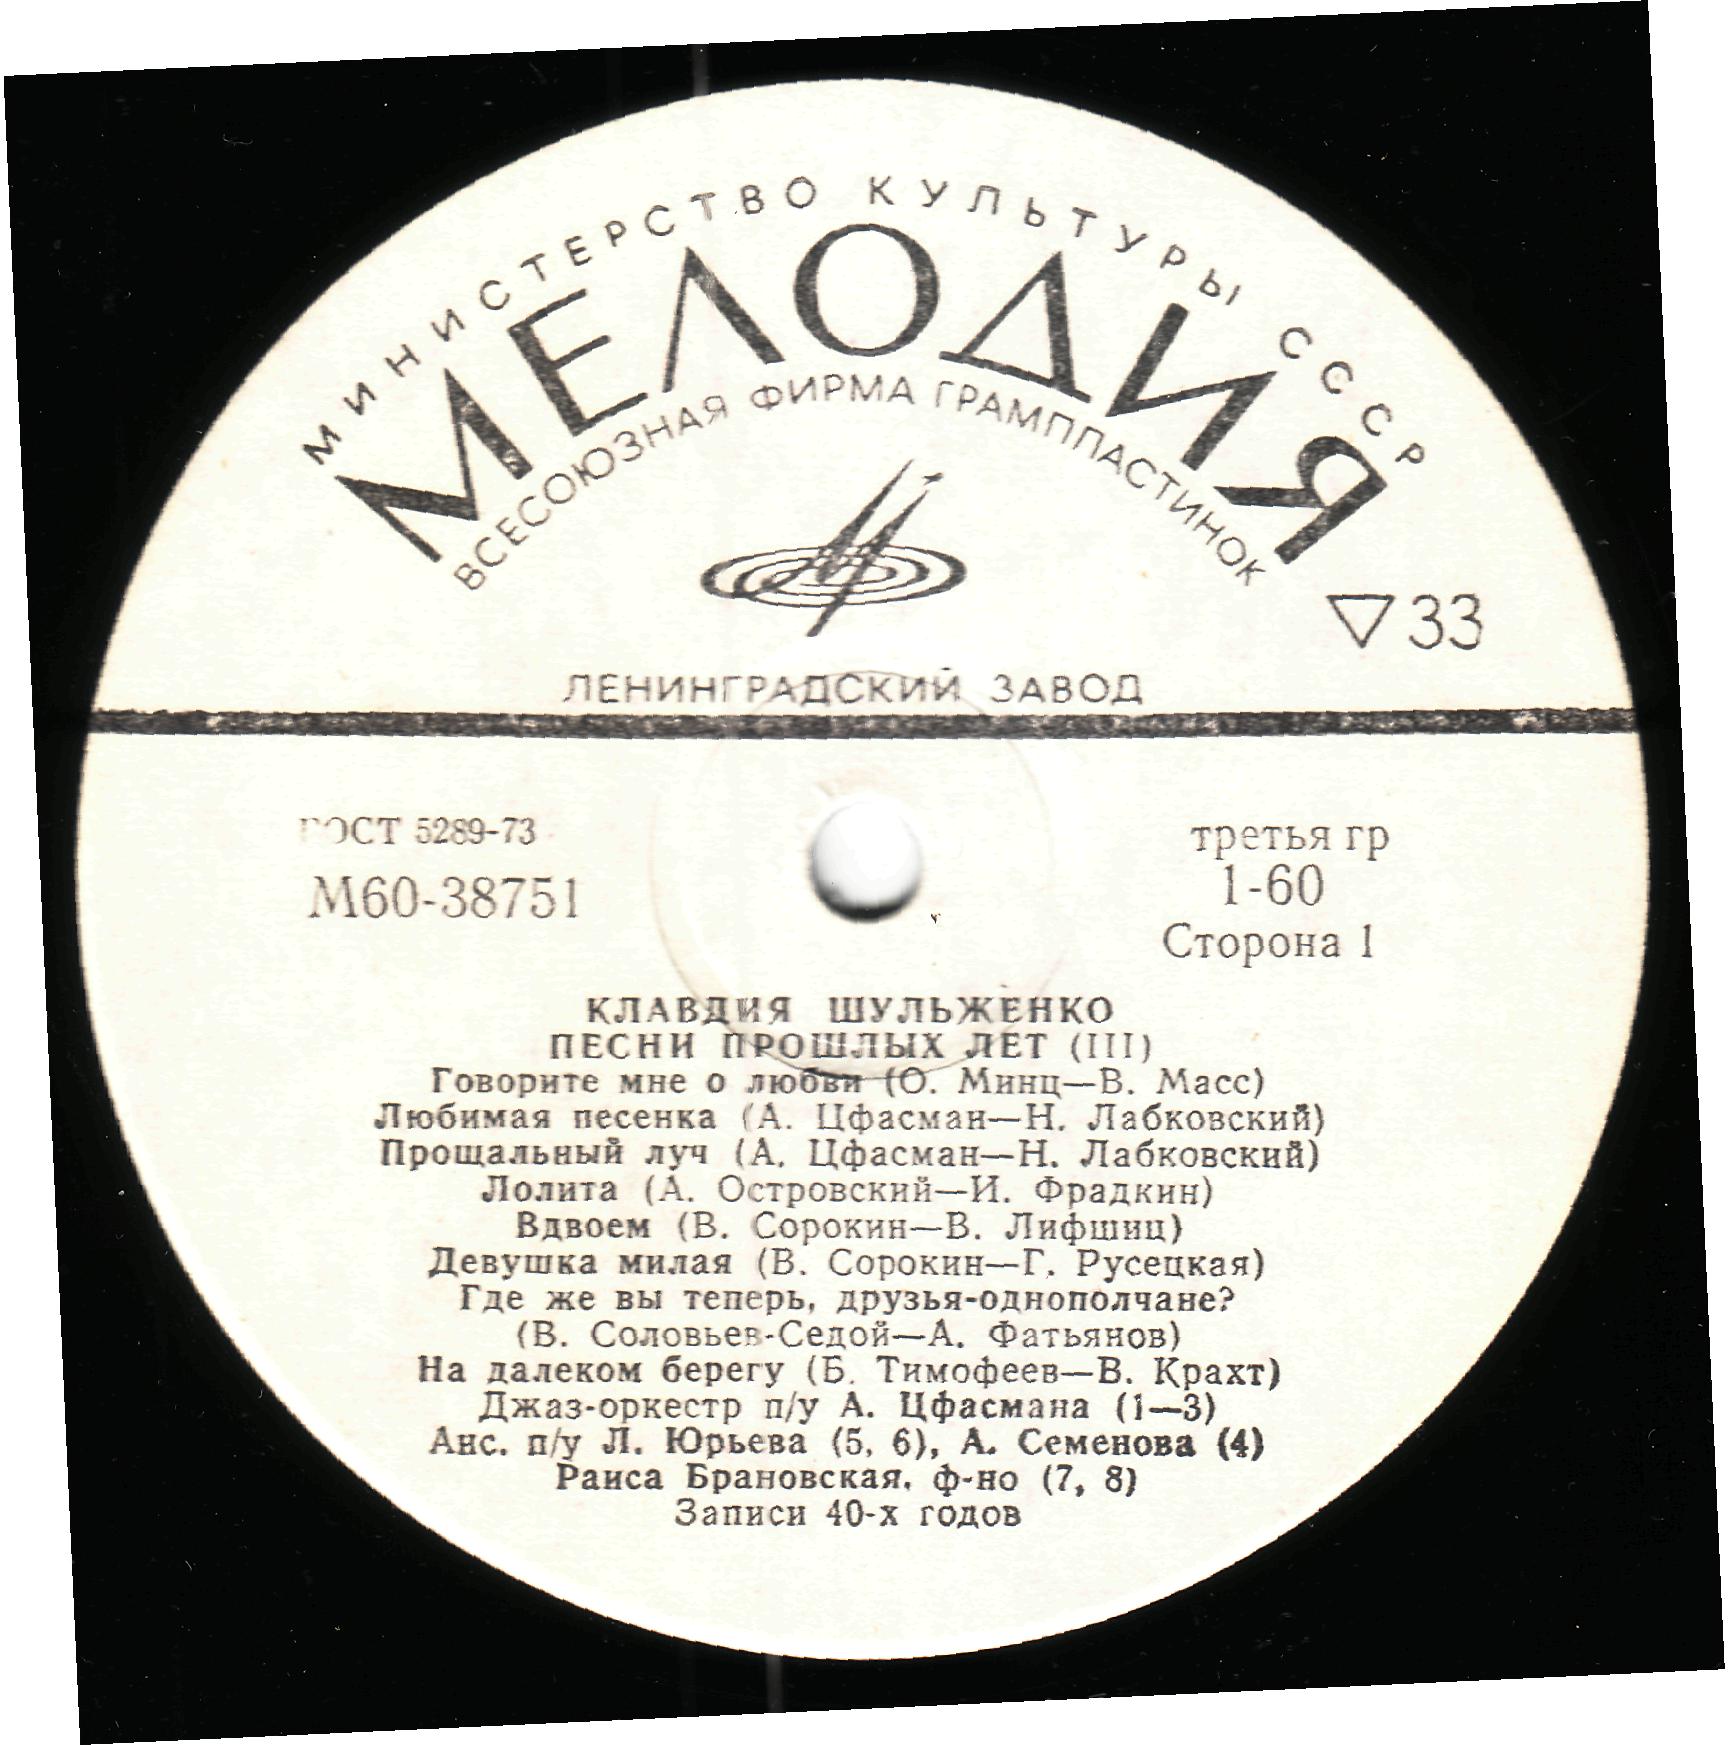 МИНИСТЕРСТВО КУЛЬТУРЫ СССР
МЕЛОДИЯ
ВСЕСОЮЗНАЯ ФИРМА ГРАМПЛАСТИНОК
33
ЛЕНИНГРАДСКИЙ ЗАВОД
ГОСТ 5289-73
М60-38751
третья гр
1-60
Сторона 1
КЛАВДИЯ ШУЛЬЖЕНКО
ПЕСНИ ПРОШЛЫХ ЛЕТ (III)
Говорите мне о любви (О. Минц—В. Масс)
Любимая песенка (А. Цфасман—Н. Лабковский)
Прощальный луч (А. Цфасман—Н. Лабковский)
Лолита (А. Островский—И. Фрадкин)
Вдвоем (В. Сорокин—В. Лифшиц)
Девушка милая (В. Сорокин—Г. Русецкая)
Где же вы теперь, друзья-однополчане?
(В. Соловьев-Седой—А. Фатьянов)
На далеком берегу (Б. Тимофеев—В. Крахт)
Джаз-оркестр п/у А. Цфасмана (1—3)
Анс. п/у Л. Юрьева (5, 6), А. Семенова (4)
Раиса Брановская, ф-но (7, 8)
Записи 40-х годов